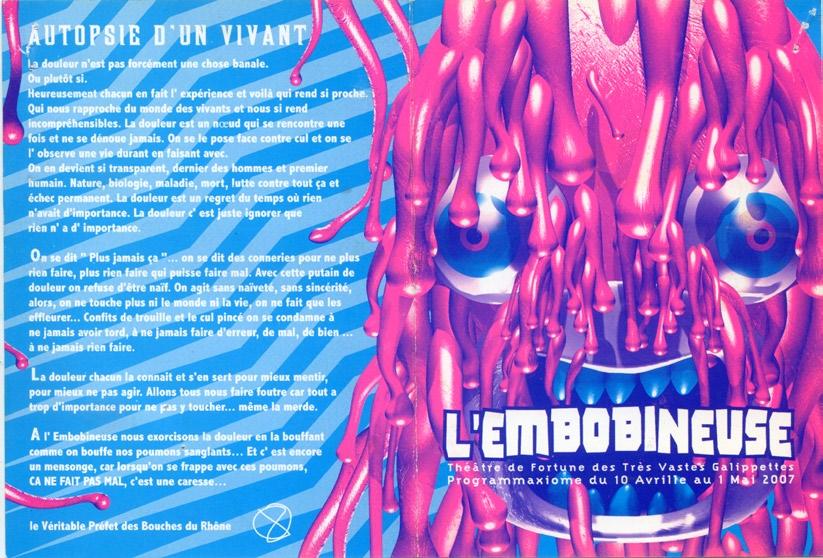 AUTOPSIE D'UN VIVANT
La douleur n'est pas forcément une chose banale.
Ou plutôt si.
Heureusement chacun en fait l' expérience et voilà qui rend si proche.
Qui nous rapproche du monde des vivants et nous si rend
incompréhensibles. La douleur est un nœud qui se rencontre une
fois et ne se dénoue jamais. On se le pose face contre cul et on se
l' observe une vie durant en faisant avec.
On en devient si transparent, dernier des hommes et premier
humain. Nature, biologie, maladie, mort, lutte contre tout ça et
échec permanent. La douleur est un regret du temps où rien
n'avait d'importance. La douleur c' est juste ignorer que
rien n' a d' importance.
On se dit " Plus jamais ça "... on se dit des conneries pour ne plus
rien faire, plus rien faire qui puisse faire mal. Avec cette putain de
douleur on refuse d'être naïf. On agit sans naïveté, sans sincérité,
alors, on ne touche plus ni le monde ni la vie, on ne fait que les
effleurer... Confits de trouille et le cul pincé on se condamne à
ne jamais avoir tord, à ne jamais faire d'erreur, de mal, de bien ...
à ne jamais rien faire.
La douleur chacun la connait et s'en sert pour mieux mentir,
pour mieux ne pas agir. Allons tous nous faire foutre car tout a
trop d'importance pour ne pas y toucher... même la merde.
A l' Embobineuse nous exorcisons la douleur en la bouffant
comme on bouffe nos poumons sanglants... Et c' est encore
un mensonge, car lorsqu'on se frappe avec ces poumons,
CA NE FAIT PAS MAL, c'est une caresse...
le Véritable Préfet des Bouches du Rhône
L'EMBOBINEUSE
Théâtre de Fortune des Très Vastes Galippettes
Programmaxiome du 10 Avrille au 1 Mai 2007